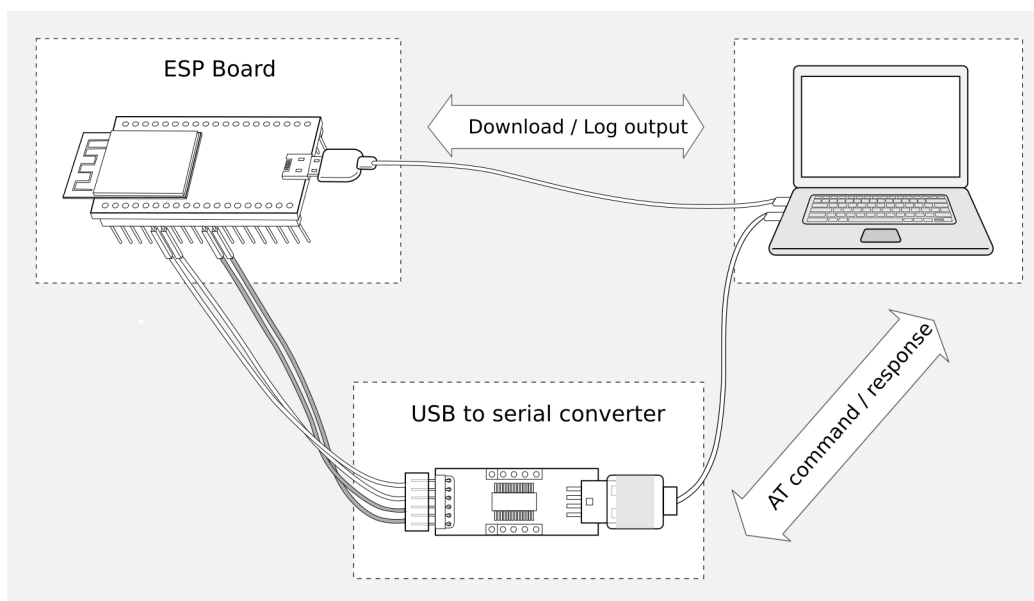 ESP Board
Download / Log output
USB to serial converter
AT command / response